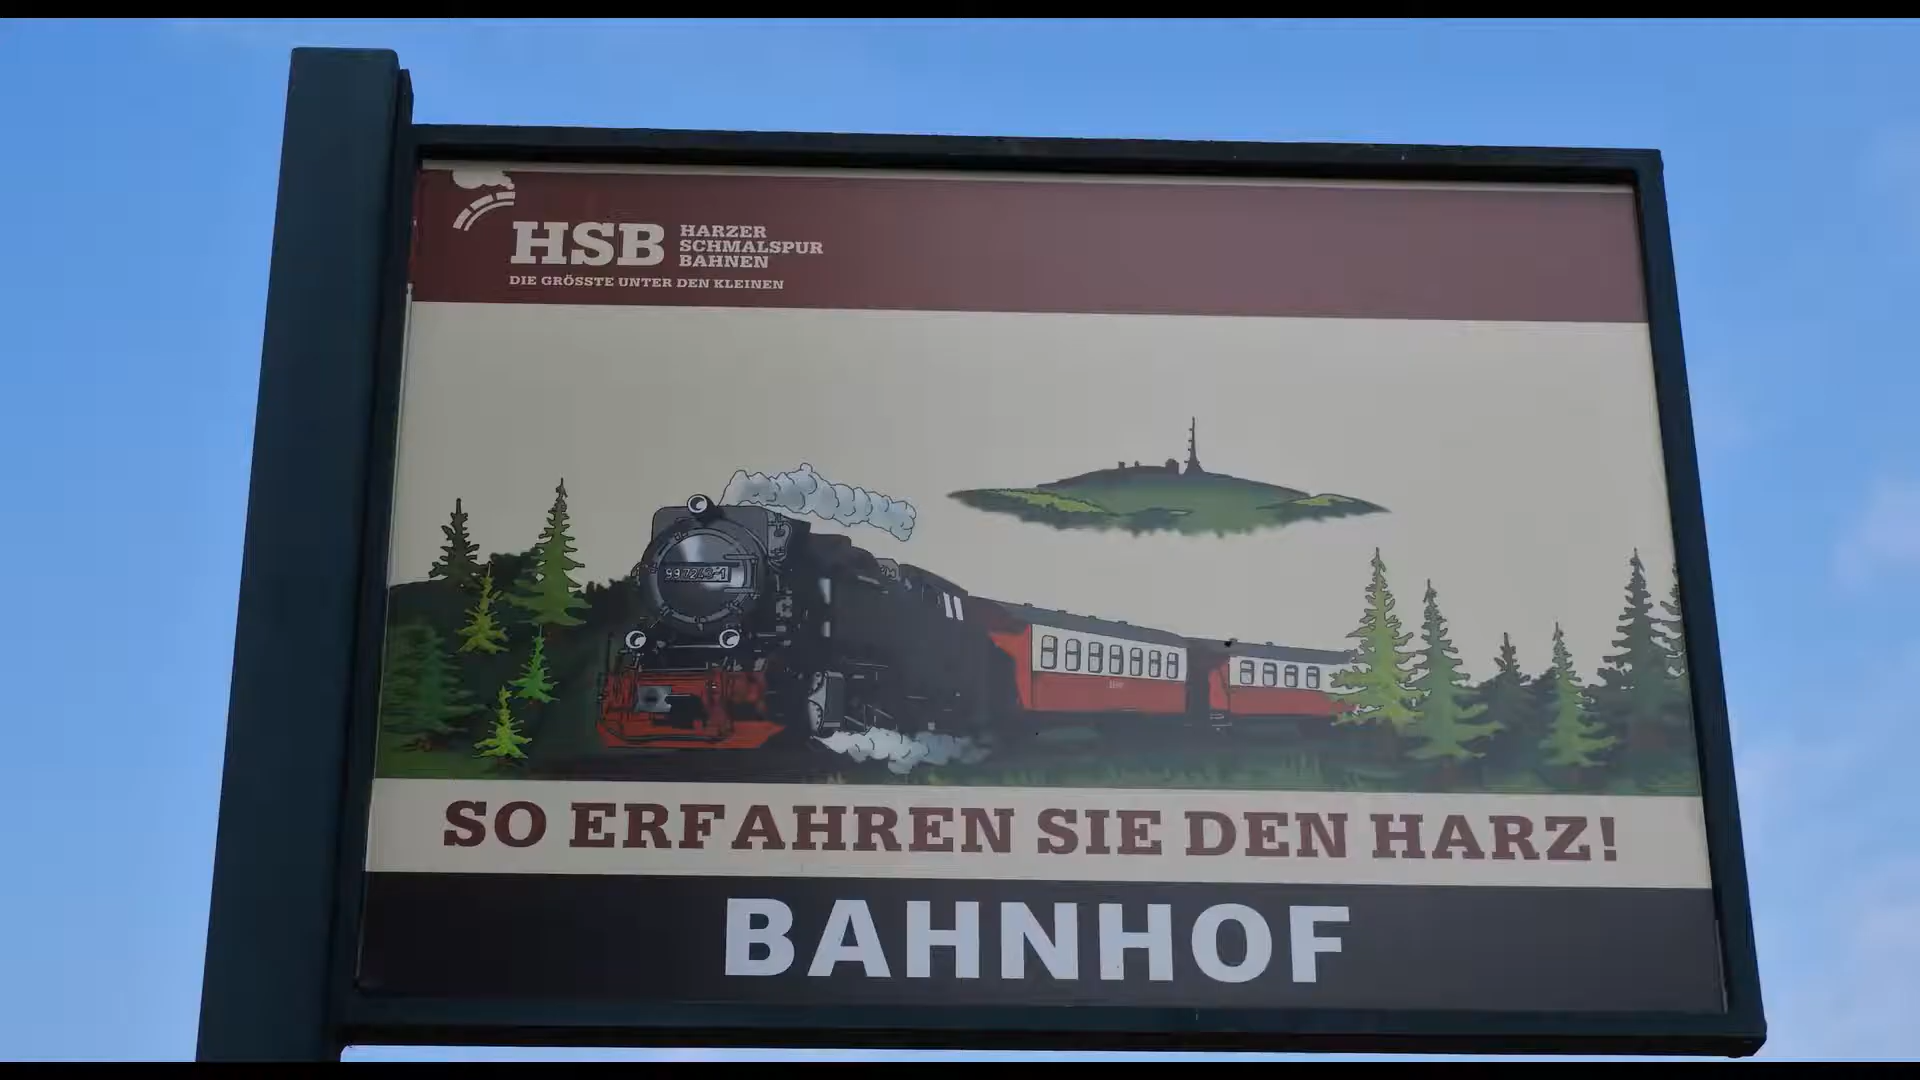 HSB
HARZER
SCHMALSPUR
BAHNEN
DIE GRÖSSTE UNTER DEN KLEINEN
SO ERFAHREN SIE DEN HARZ!
BAHNHOF